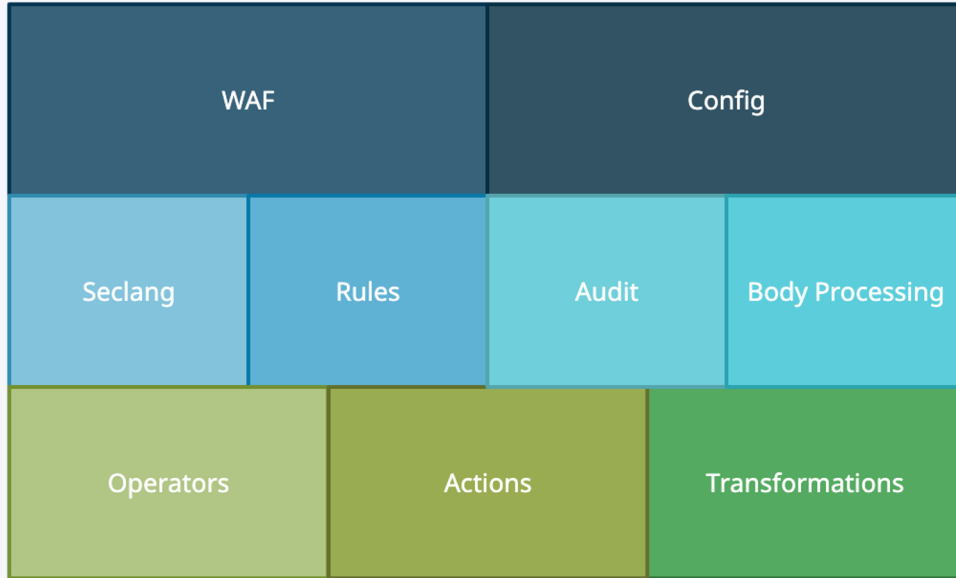 WAF
Config
Seclang
Rules
Audit
Body Processing
Operators
Actions
Transformations